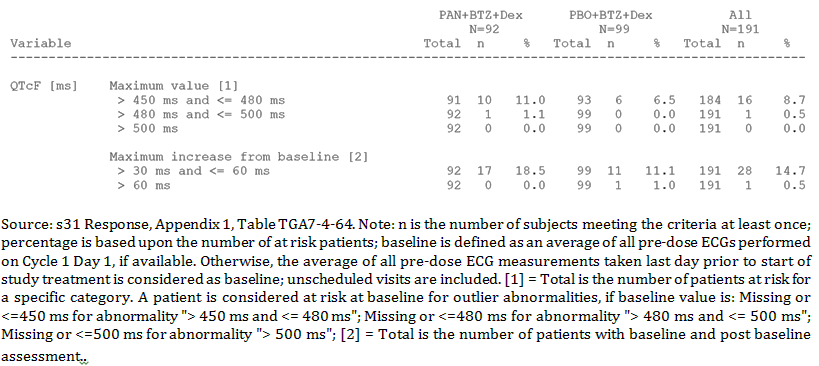 PAN+BTZ+Dex PBO+BTZ+Dex All
N=92 N=99 N=191
Variable Total n % Total n % Total n %
QTcF [ms] Maximum value [1]
> 450 ms and <= 480 ms 91 10 11.0 93 6 6.5 184 16 8.7
> 480 ms and <= 500 ms 92 1 1.1 99 0 0.0 191 1 0.5
> 500 ms 92 0 0.0 99 0 0.0 191 0 0.0
Maximum increase from baseline [2]
> 30 ms and <= 60 ms 92 17 18.5 99 11 11.1 191 28 14.7
> 60 ms 92 0 0.0 99 1 1.0 191 1 0.5
Source: s31 Response, Appendix 1, Table TGA7-4-64. Note: n is the number of subjects meeting the criteria at least once;
percentage is based upon the number of at risk patients; baseline is defined as an average of all pre-dose ECGs performed
on Cycle 1 Day 1, if available. Otherwise, the average of all pre-dose ECG measurements taken last day prior to start of
study treatment is considered as baseline; unscheduled visits are included. [1] = Total is the number of patients at risk for
a specific category. A patient is considered at risk at baseline for outlier abnormalities, if baseline value is: Missing or
<=450 ms for abnormality "> 450 ms and <= 480 ms"; Missing or <=480 ms for abnormality "> 480 ms and <= 500 ms";
Missing or <=500 ms for abnormality "> 500 ms"; [2] = Total is the number of patients with baseline and post baseline
assessment..